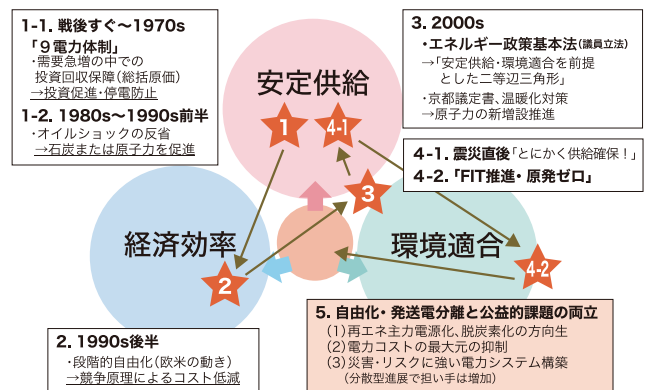 1-1. 戦後すぐ〜1970s
「９電力体制」
・需要急増の中での
投資回収保障（総括原価）
→投資促進・停電防止
1-2. 1980s〜1990s前半
・オイルショックの反省
→石炭または原子力を促進
3. 2000s
・エネルギー政策基本法（議員立法）
→「安定供給・環境適合を前提
とした二等辺三角形」
・京都議定書、温暖化対策
→原子力の新増設推進
安定供給
1
4-1
4-1. 震災直後「とにかく供給確保！」
4-2. 「FIT推進・原発ゼロ」
3
経済効率
環境適合
2
4-2
2. 1990s後半
・段階的自由化（欧米の動き）
→競争原理によるコスト低減
5. 自由化・発送電分離と公益的課題の両立
（1）再エネ主力電源化、脱炭素化の方向生
（2）電力コストの最大元の抑制
（3）災害・リスクに強い電力システム構築
（分散型進展で担い手は増加）